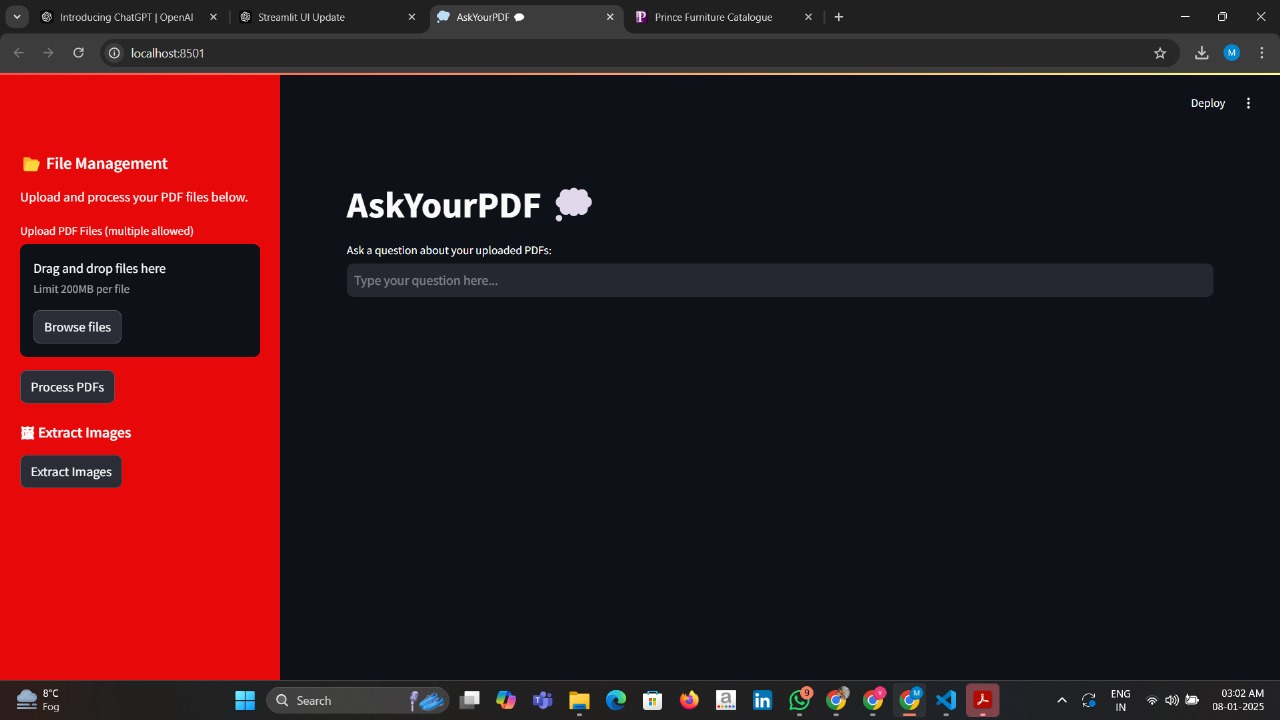 Introducing ChatGPT | OpenAI
Streamlit UI Update
AskYourPDF
Prince Furniture Catalogue
localhost:8501
M
Deploy
File Management
Upload and process your PDF files below.
Upload PDF Files (multiple allowed)
Drag and drop files here
Limit 200MB per file
Browse files
Process PDFs
Extract Images
Extract Images
AskYourPDF
Ask a question about your uploaded PDFs:
Type your question here...
8°C
Fog
Search
a
in
9
M
ENG
IN
03:02 AM
08-01-2025